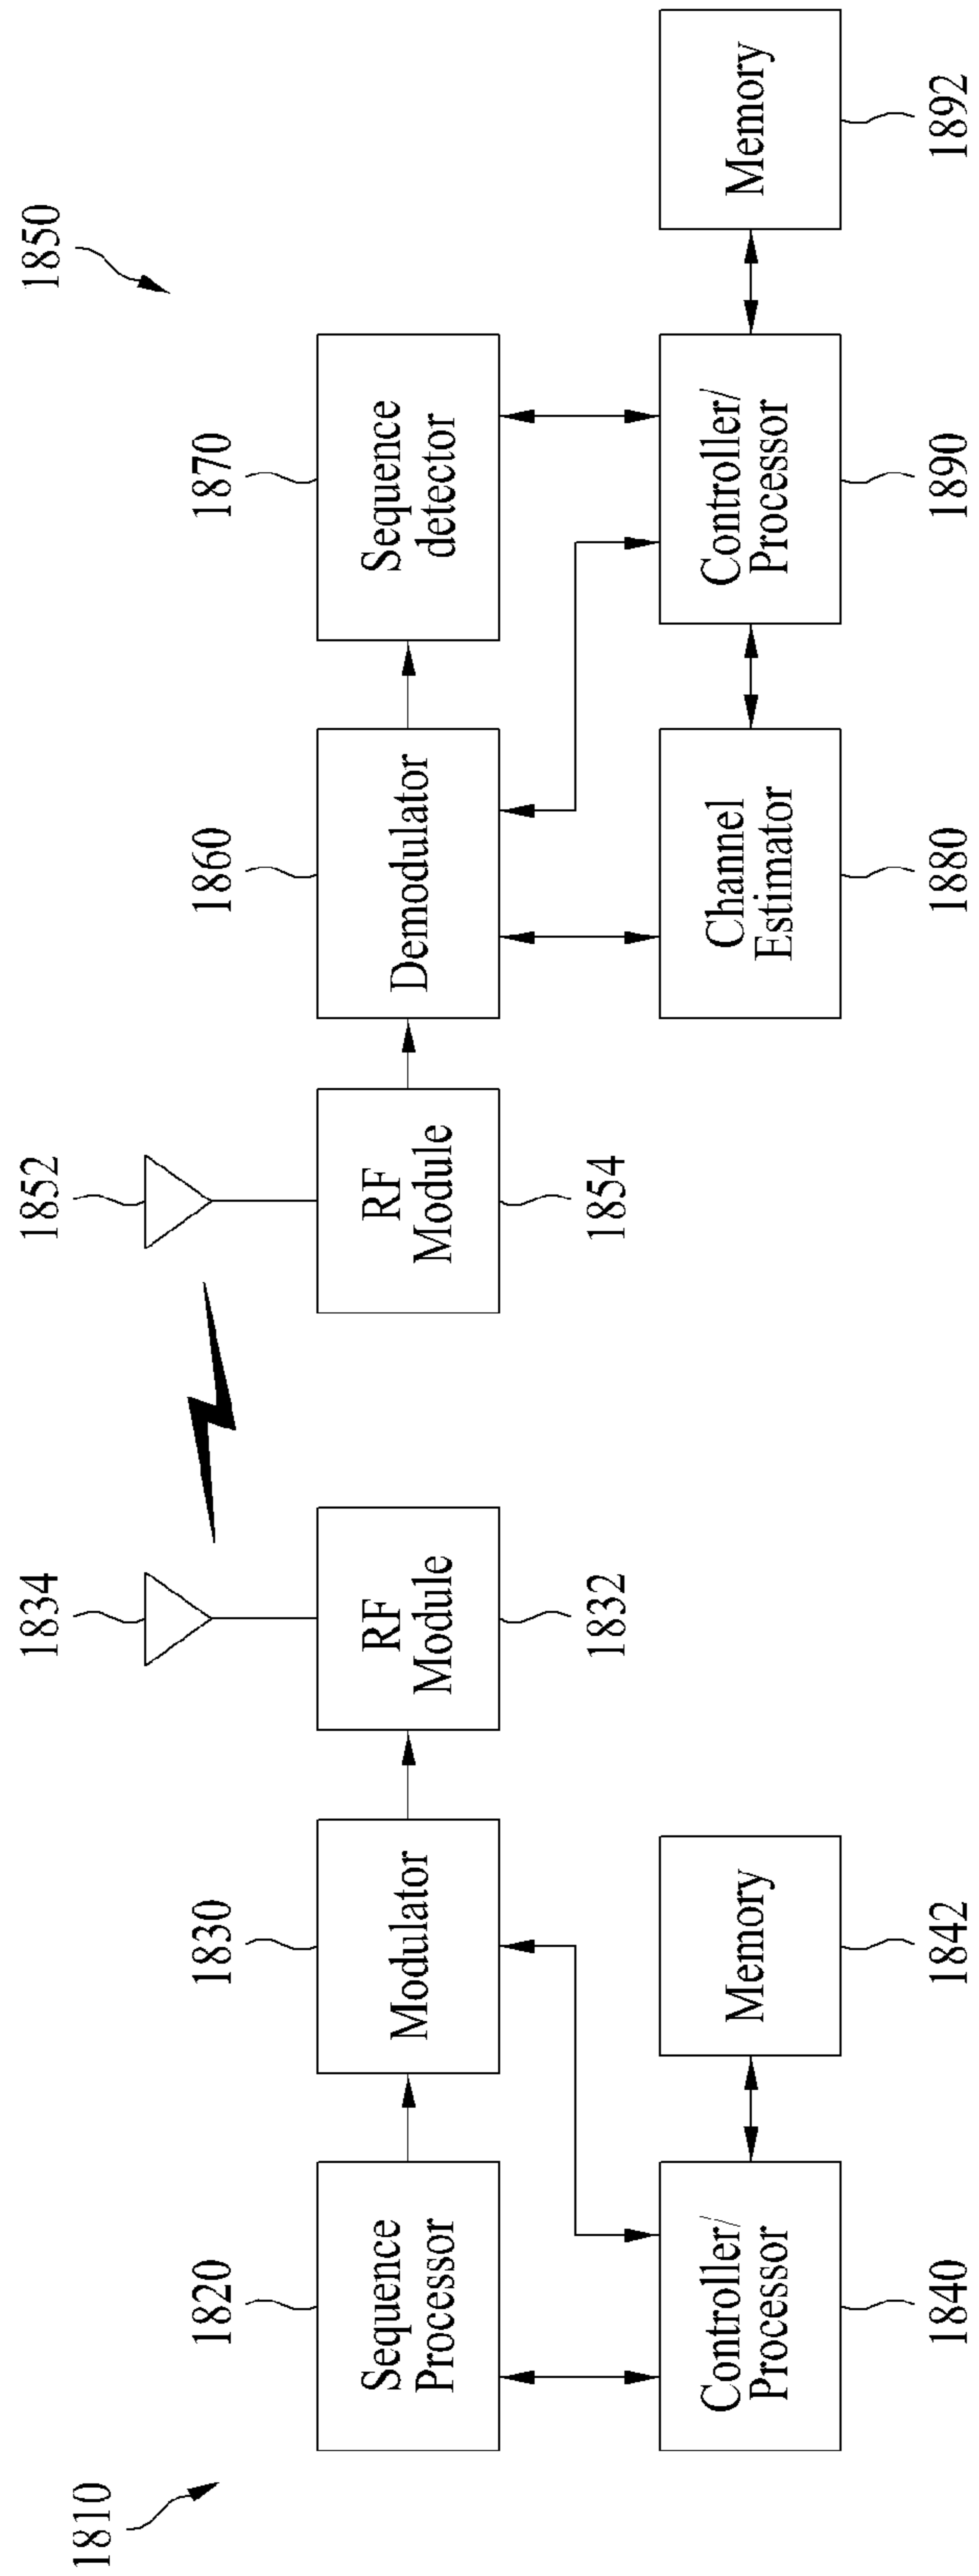 1810
1820
Sequence
Processor
1830
Modulator
1834
RF
Module
1832
Controller/
Processor
1840
Memory
1842
1850
1852
RF
Module
1854
1860
Demodulator
1870
Sequence
detector
Channel
Estimator
1880
Controller/
Processor
1890
Memory
1892